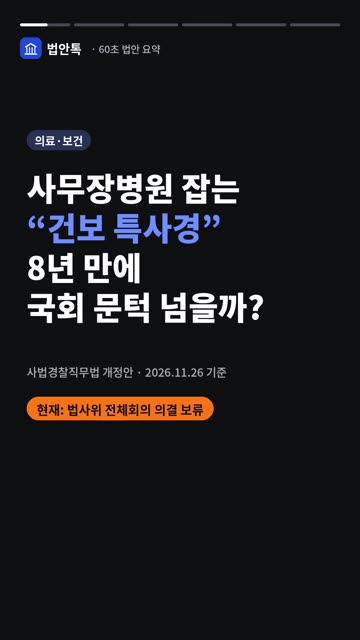 법안톡 · 60초 법안 요약
의료·보건
사무장병원 잡는
“건보 특사경”
8년 만에
국회 문턱 넘을까?
사법경찰직무법 개정안 · 2026.11.26 기준
현재: 법사위 전체회의 의결 보류